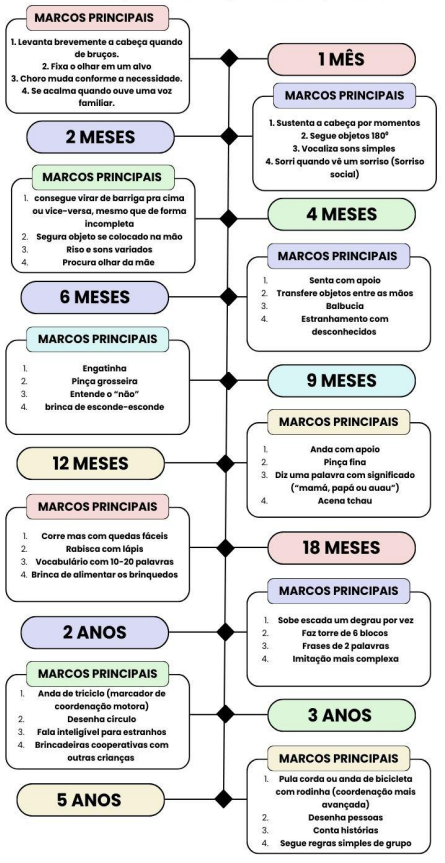 MARCOS PRINCIPAIS
1. Levanta brevemente a cabeça quando
de bruços.
2. Fixa o olhar em um alvo
3. Choro muda conforme a necessidade.
4. Se acalma quando ouve uma voz
familiar.
1 MÊS
2 MESES
MARCOS PRINCIPAIS
1. Sustenta a cabeça por momentos
2. Segue objetos 180º
3. Vocaliza sons simples
4. Sorri quando vê um sorriso (Sorriso
social)
MARCOS PRINCIPAIS
1. consegue virar de barriga pra cima
ou vice-versa, mesmo que de forma
incompleta
2. Segura objeto se colocado na mão
3. Riso e sons variados
4. Procura olhar da mãe
4 MESES
6 MESES
MARCOS PRINCIPAIS
1. Senta com apoio
2. Transfere objetos entre as mãos
3. Balbucia
4. Estranhamento com
desconhecidos
MARCOS PRINCIPAIS
1. Engatinha
2. Pinça grosseira
3. Entende o “não”
4. brinca de esconde-esconde
9 MESES
12 MESES
MARCOS PRINCIPAIS
1. Anda com apoio
2. Pinça fina
3. Diz uma palavra com significado
(“mamá, papá ou auau”)
4. Acena tchau
MARCOS PRINCIPAIS
1. Corre mas com quedas fáceis
2. Rabisca com lápis
3. Vocabulário com 10-20 palavras
4. Brinca de alimentar os brinquedos
18 MESES
2 ANOS
MARCOS PRINCIPAIS
1. Sobe escada um degrau por vez
2. Faz torre de 6 blocos
3. Frases de 2 palavras
4. Imitação mais complexa
MARCOS PRINCIPAIS
1. Anda de triciclo (marcador de
coordenação motora)
2. Desenha círculo
3. Fala inteligível para estranhos
4. Brincadeiras cooperativas com
outras crianças
3 ANOS
5 ANOS
MARCOS PRINCIPAIS
1. Pula corda ou anda de bicicleta
com rodinha (coordenação mais
avançada)
2. Desenha pessoas
3. Conta histórias
4. Segue regras simples de grupo